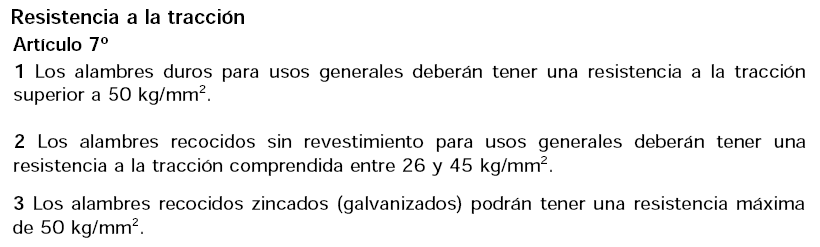 Resistencia a la tracción
Artículo 7º
1 Los alambres duros para usos generales deberán tener una resistencia a la tracción
superior a 50 kg/mm².
2 Los alambres recocidos sin revestimiento para usos generales deberán tener una
resistencia a la tracción comprendida entre 26 y 45 kg/mm².
3 Los alambres recocidos zincados (galvanizados) podrán tener una resistencia máxima
de 50 kg/mm².